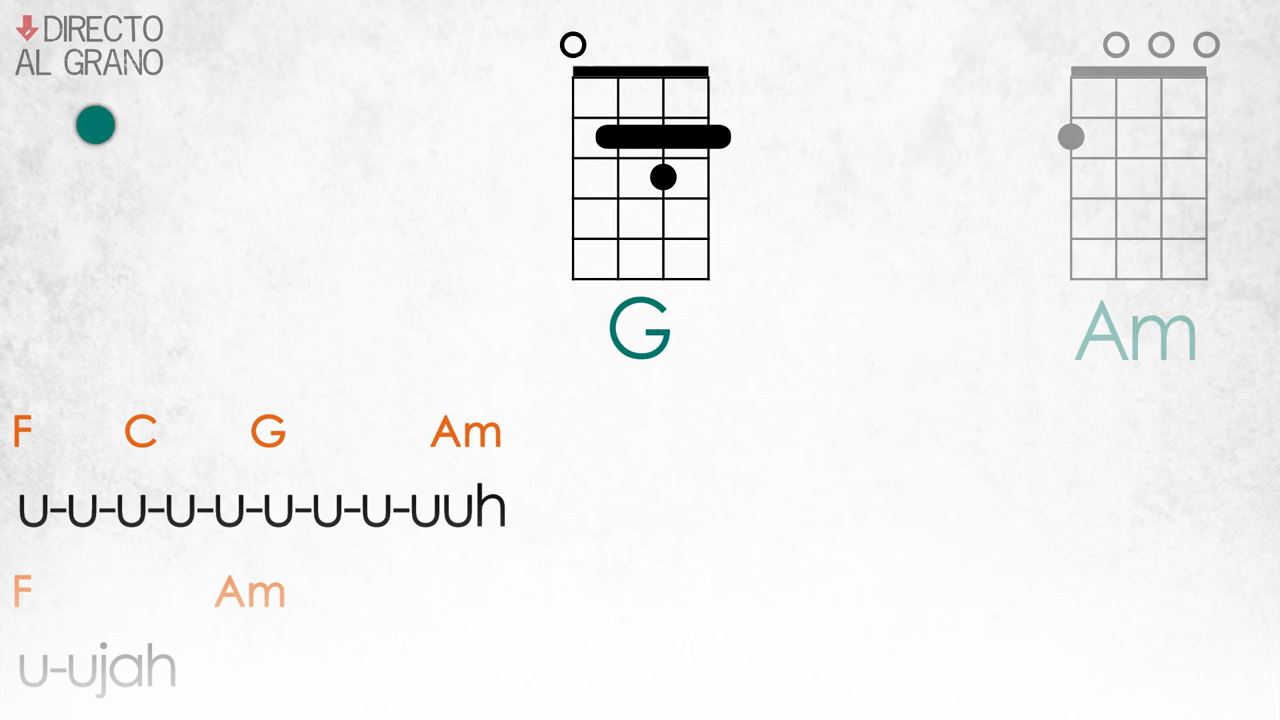 DIRECTO
AL GRANO
G
Am
F C G Am
u-u-u-u-u-u-u-u-uuh
F Am
u-ujah